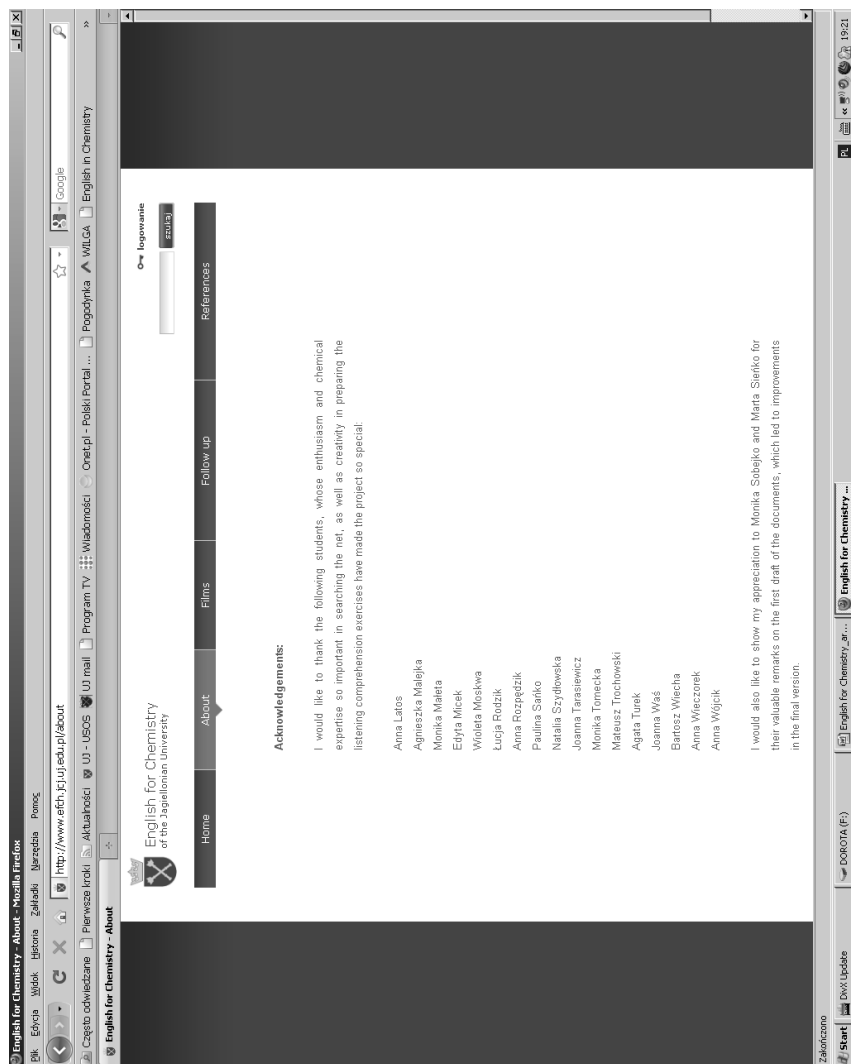 English for Chemistry - About - Mozilla Firefox
Plik Edycja Widok Historia Zakładki Narzędzia Pomoc
http://www.efch.jcj.uj.edu.pl//about
Google
Często odwiedzane Pierwsze kroki Aktualności UJ - USOS UJ mail Program TV Wiadomości Onet.pl - Polski Portal ... Pogodynka WILGA English in Chemistry »
English for Chemistry - About
English for Chemistry
of the Jagiellonian University
logowanie
szukaj
Home About Films Follow up References
Acknowledgements:
I would like to thank the following students, whose enthusiasm and chemical
expertise so important in searching the net, as well as creativity in preparing the
listening comprehension exercises have made the project so special:
Anna Latos
Agnieszka Malejka
Monika Małeta
Edyta Micek
Wioleta Moskwa
Łucja Rodzik
Anna Rozpędzik
Paulina Sańko
Natalia Szydłowska
Joanna Tarasiewicz
Monika Tomecka
Mateusz Trochowski
Agata Turek
Joanna Waś
Bartosz Wiecha
Anna Wieczorek
Anna Wójcik
I would also like to show my appreciation to Monika Sobejko and Marta Sieńko for
their valuable remarks on the first draft of the documents, which led to improvements
in the final version.
Zakończono
Start DivX Update DOROTA (F:) English for Chemistry_ar... English for Chemistry ... PL « 19:21